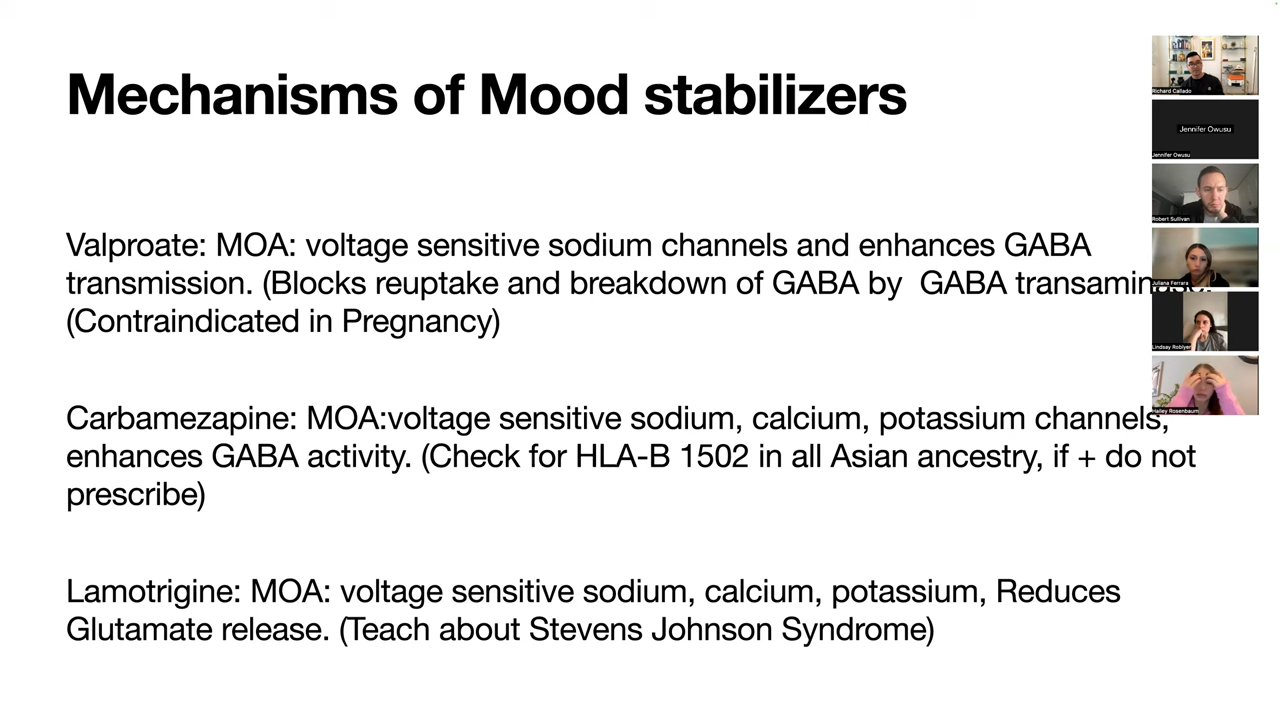 Mechanisms of Mood stabilizers
Valproate: MOA: voltage sensitive sodium channels and enhances GABA
transmission. (Blocks reuptake and breakdown of GABA by GABA
(Contraindicated in Pregnancy)
Carbamezapine: MOA:voltage sensitive sodium, calcium, potassium channels,
enhances GABA activity. (Check for HLA-B 1502 in all Asian ancestry, if + do not
prescribe)
Lamotrigine: MOA: voltage sensitive sodium, calcium, potassium, Reduces
Glutamate release. (Teach about Stevens Johnson Syndrome)
Richard Callado
Jennifer Owusu
Jennifer Owusu
Robert Sullivan
Juliana Ferrara
Lindsay Roblyer
Hailey Rosenbaum